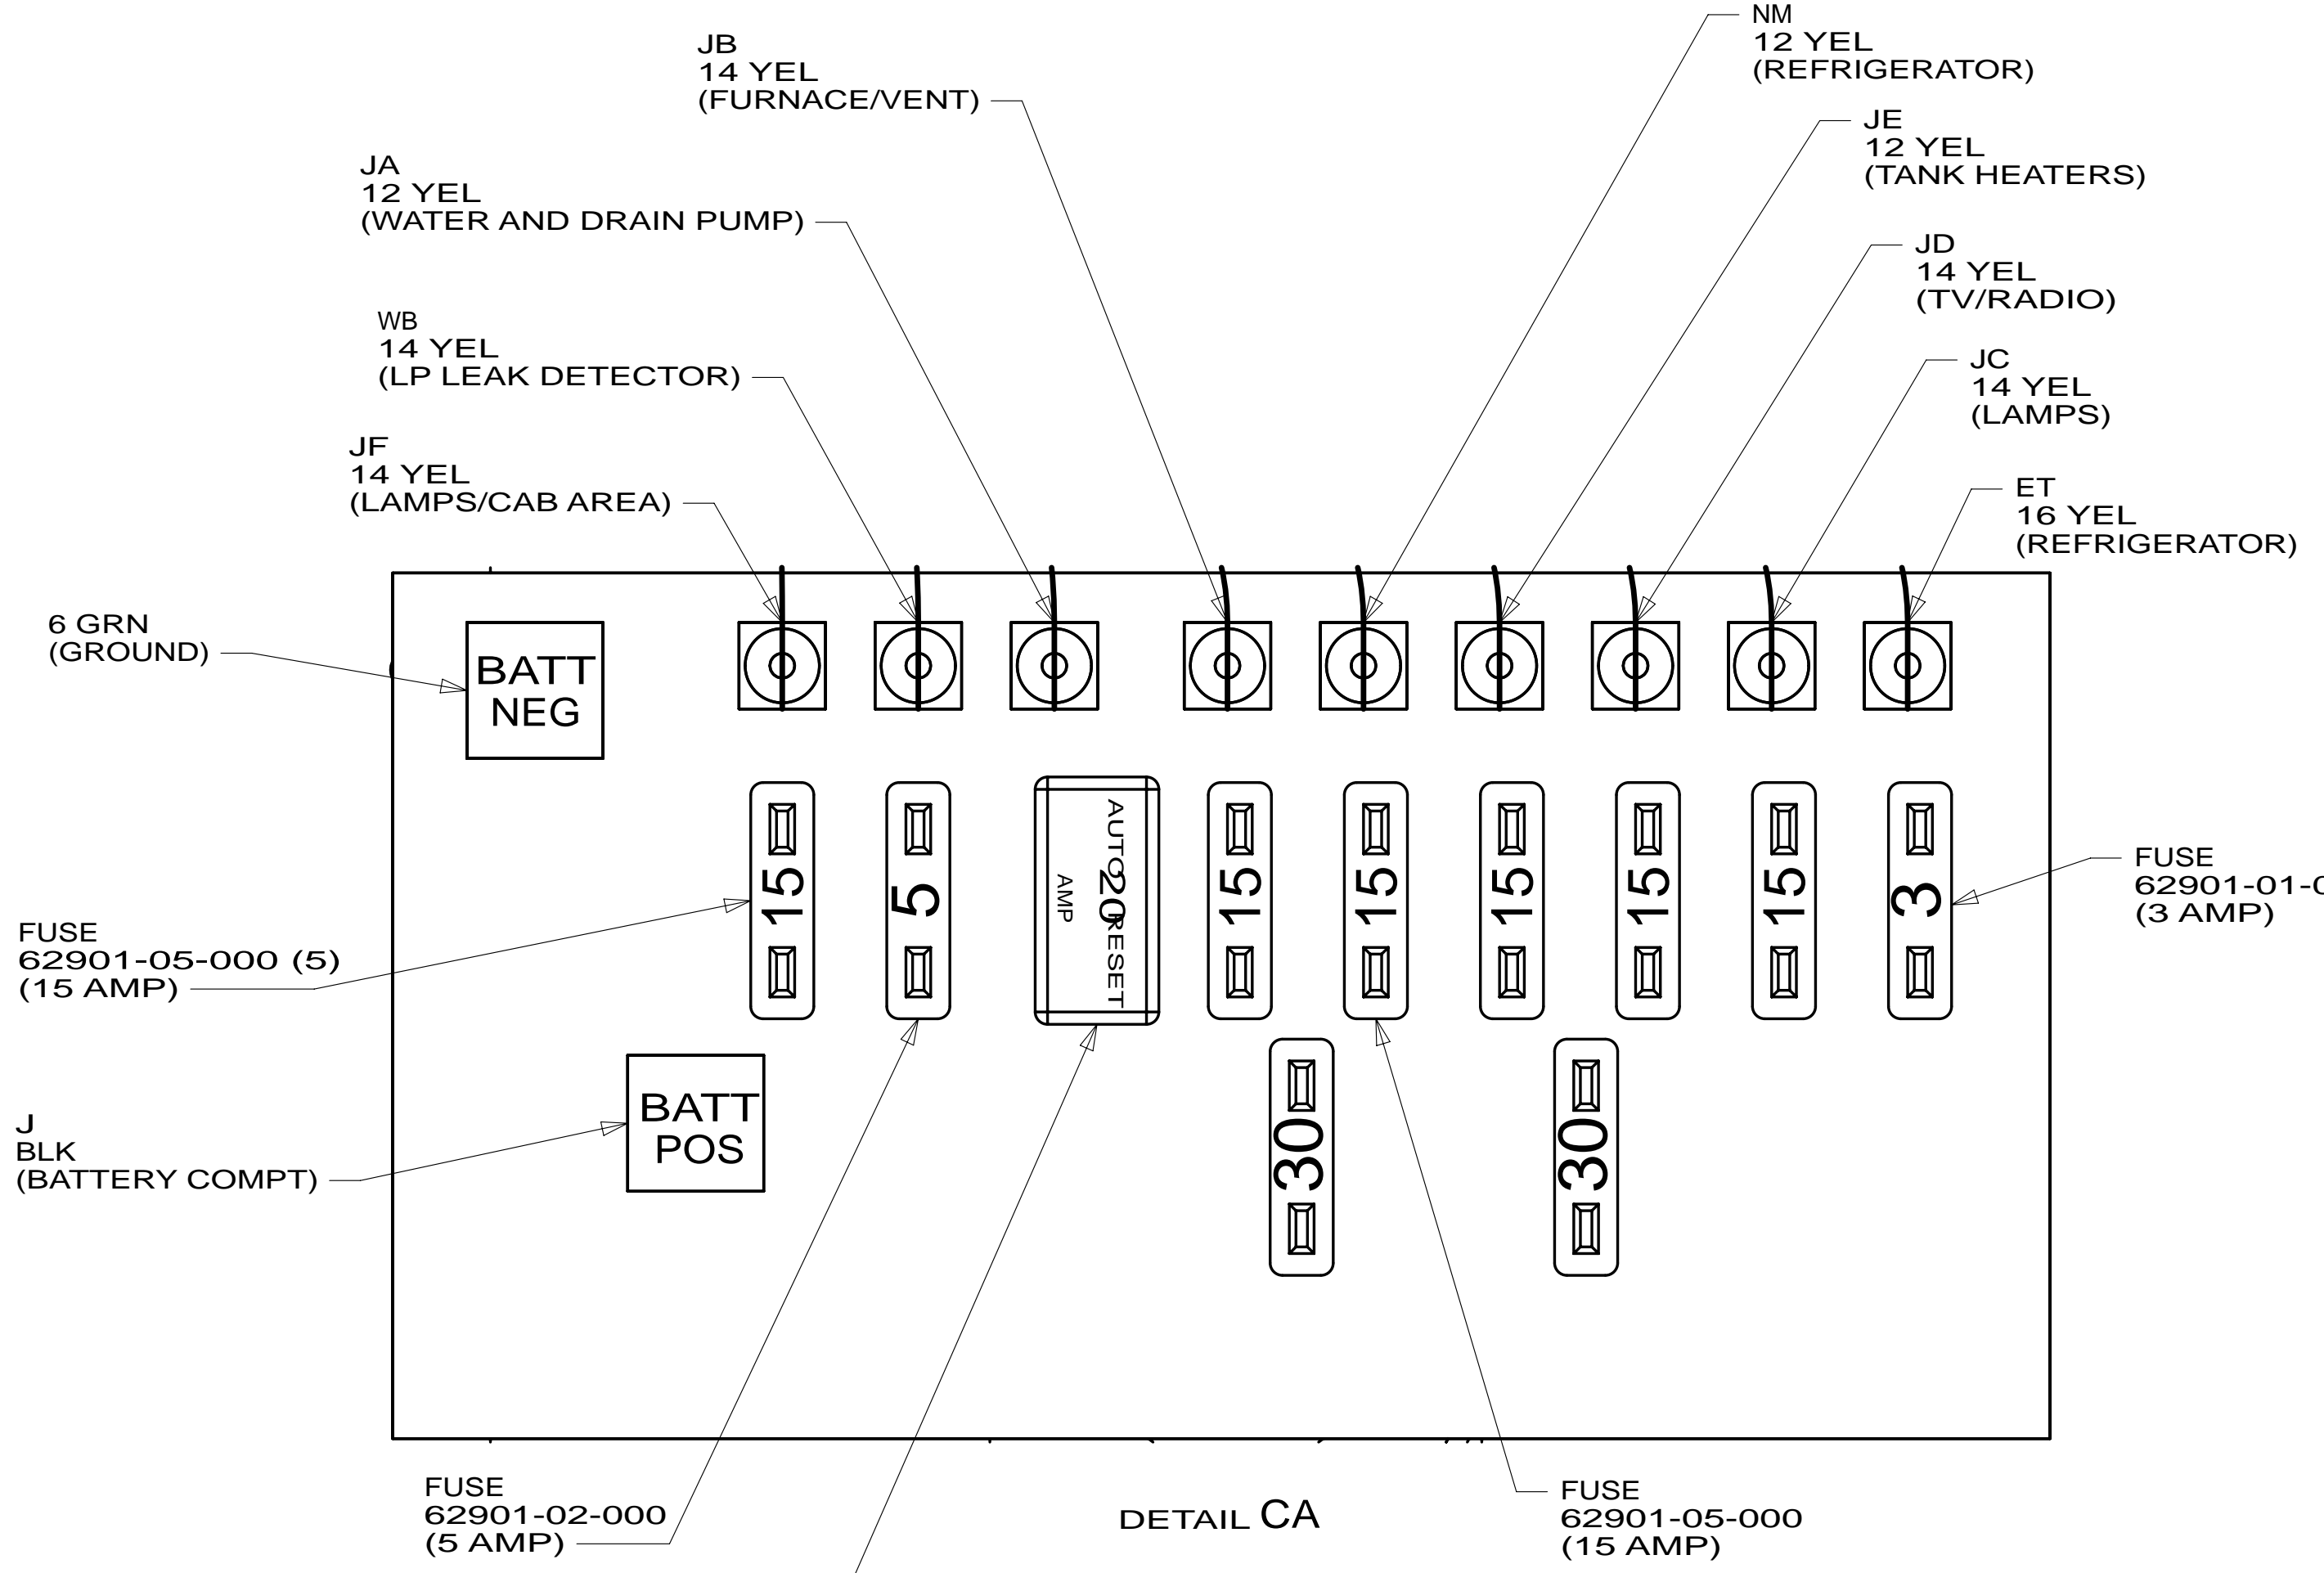 NM
12 YEL
(REFRIGERATOR)
JB
14 YEL
(FURNACE/VENT)
JE
12 YEL
(TANK HEATERS)
JA
12 YEL
(WATER AND DRAIN PUMP)
JD
14 YEL
(TV/RADIO)
WB
14 YEL
(LP LEAK DETECTOR)
JC
14 YEL
(LAMPS)
JF
14 YEL
(LAMPS/CAB AREA)
ET
16 YEL
(REFRIGERATOR)
6 GRN
(GROUND)
BATT
NEG
15
5
AUTO RESET
20
AMP
15
15
15
15
15
3
FUSE
62901-01-
(3 AMP)
FUSE
62901-05-000 (5)
(15 AMP)
BATT
POS
30
30
J
BLK
(BATTERY COMPT)
FUSE
62901-02-000
(5 AMP)
DETAIL CA
FUSE
62901-05-000
(15 AMP)